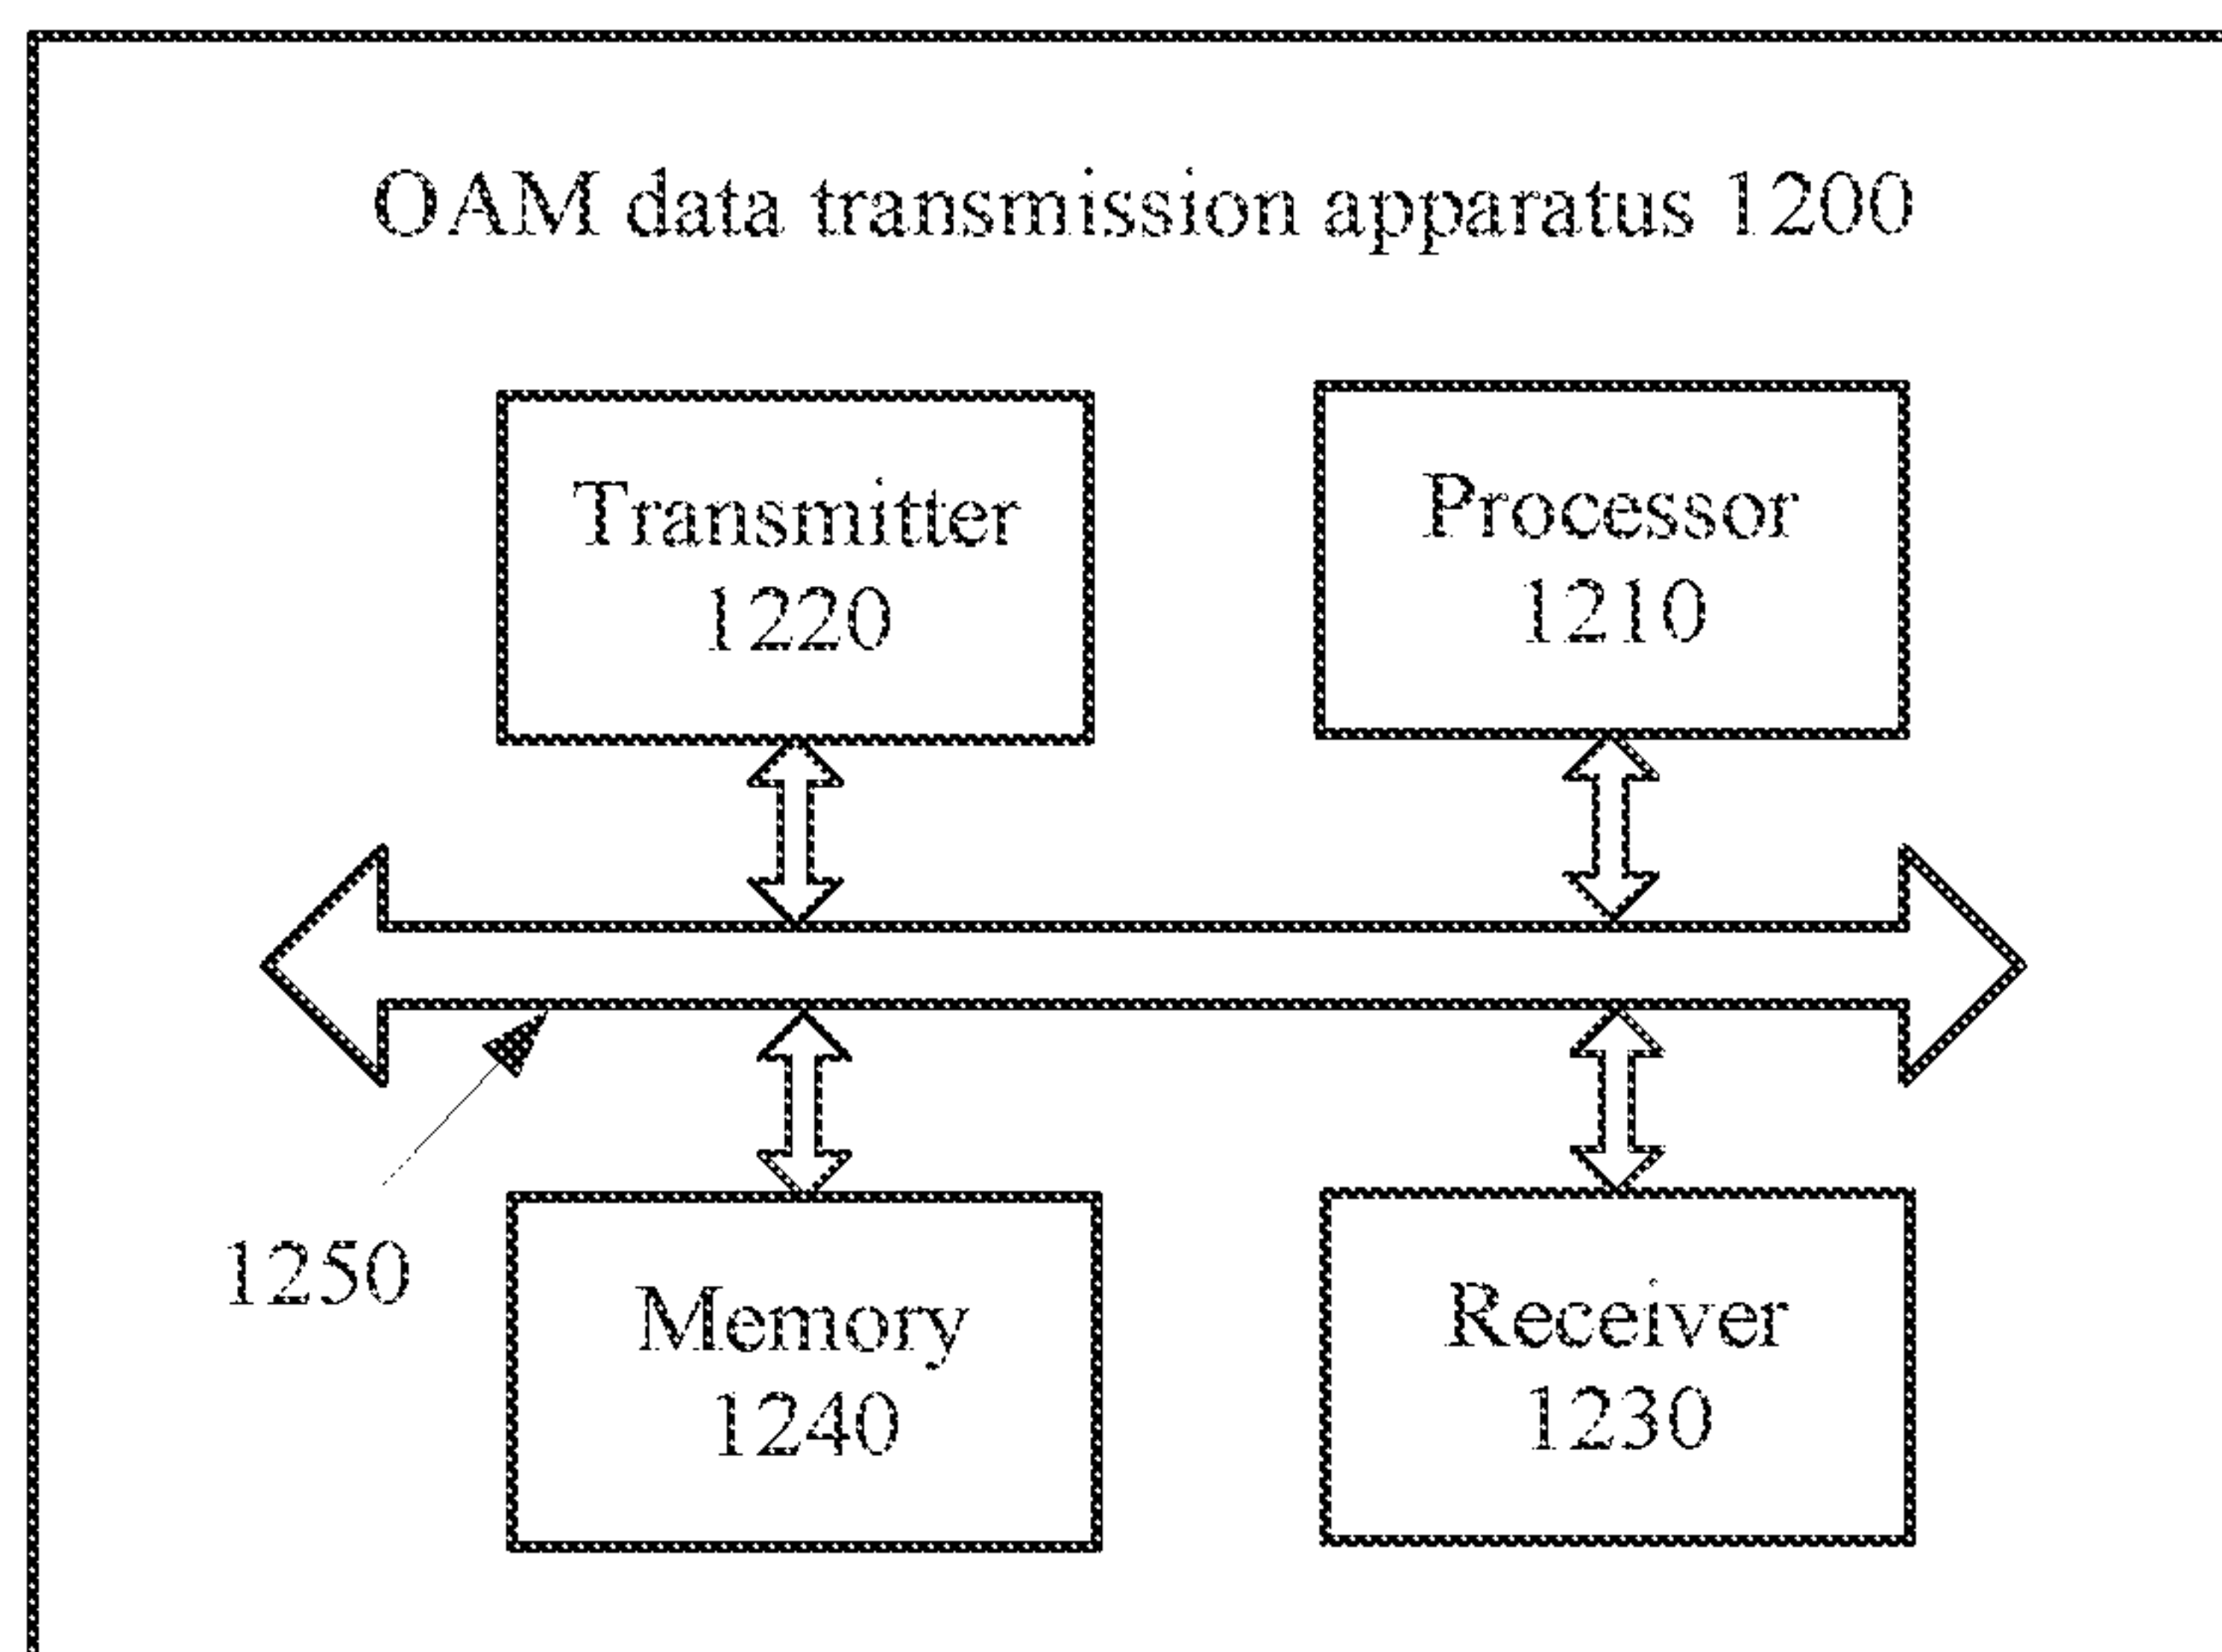 OAM data transmission apparatus 1200
Transmitter
1220
Processor
1210
1250
Memory
1240
Receiver
1230